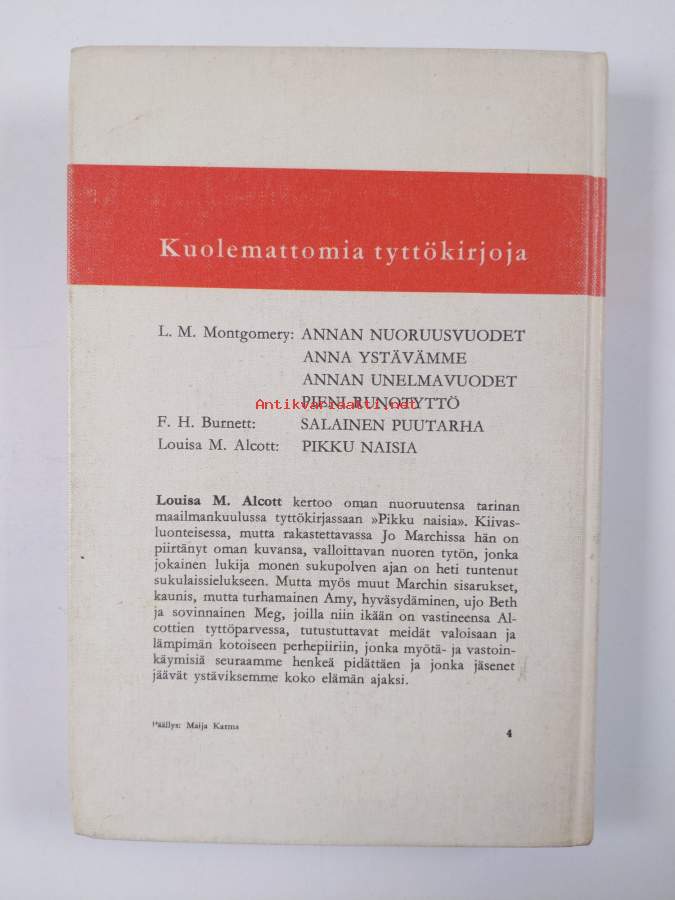 Kuolemattomia tyttökirjoja
L. M. Montgomery: ANNAN NUORUUSVUODET
ANNA YSTÄVÄMME
ANNAN UNELMAVUODET
PIENI RUNOTYTTÖ
Antikvariaatti.net
F. H. Burnett: SALAINEN PUUTARHA
Louisa M. Alcott: PIKKU NAISIA
Louisa M. Alcott kertoo oman nuoruutensa tarinan
maailmankuulussa tyttökirjassaan »Pikku naisia». Kiivas-
luonteisessa, mutta rakastettavassa Jo Marchissa hän on
piirtänyt oman kuvansa, valloittavan nuoren tytön, jonka
jokainen lukija monen sukupolven ajan on heti tuntenut
sukulaissielukseen. Mutta myös muut Marchin sisarukset,
kaunis, mutta turhamainen Amy, hyväsydäminen, ujo Beth
ja sovinnainen Meg, joilla niin ikään on vastineensa Al-
cottien tyttöparvessa, tutustuttavat meidät valoisaan ja
lämpimän kotoiseen perhepiiriin, jonka myötä- ja vastoin-
käymisiä seuraamme henkeä pidättäen ja jonka jäsenet
jäävät ystäviksemme koko elämän ajaksi.
Päällys: Maija Karma
4